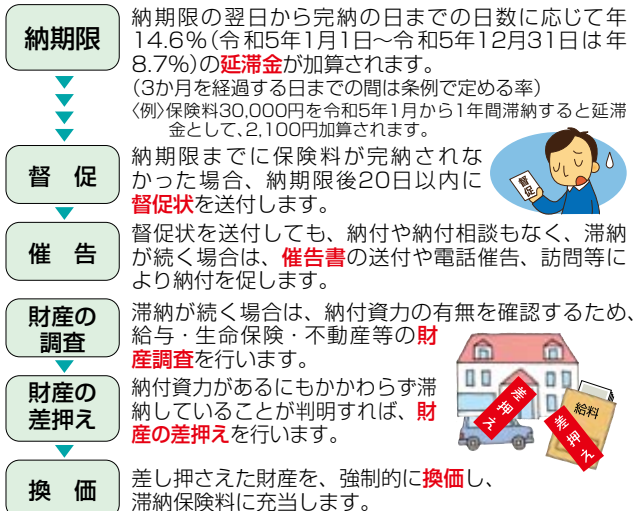 納期限
納期限の翌日から完納の日までの日数に応じて年
14.6%(令和5年1月1日~令和5年12月31日は年
8.7%)の延滞金が加算されます。
(3か月を経過する日までの間は条例で定める率)
〈例〉保険料30,000円を令和5年1月から1年間滞納すると延滞
金として、2,100円加算されます。
督 促
納期限までに保険料が完納されな
かった場合、納期限後20日以内に
督促状を送付します。
督促
催 告
督促状を送付しても、納付や納付相談もなく、滞納
が続く場合は、催告書の送付や電話催告、訪問等に
より納付を促します。
財産の
調査
滞納が続く場合は、納付資力の有無を確認するため、
給与・生命保険・不動産等の財
産調査を行います。
財産の
差押え
納付資力があるにもかかわらず滞
納していることが判明すれば、財
産の差押えを行います。
差押え
給料
差押え
換 価
差し押さえた財産を、強制的に換価し、
滞納保険料に充当します。